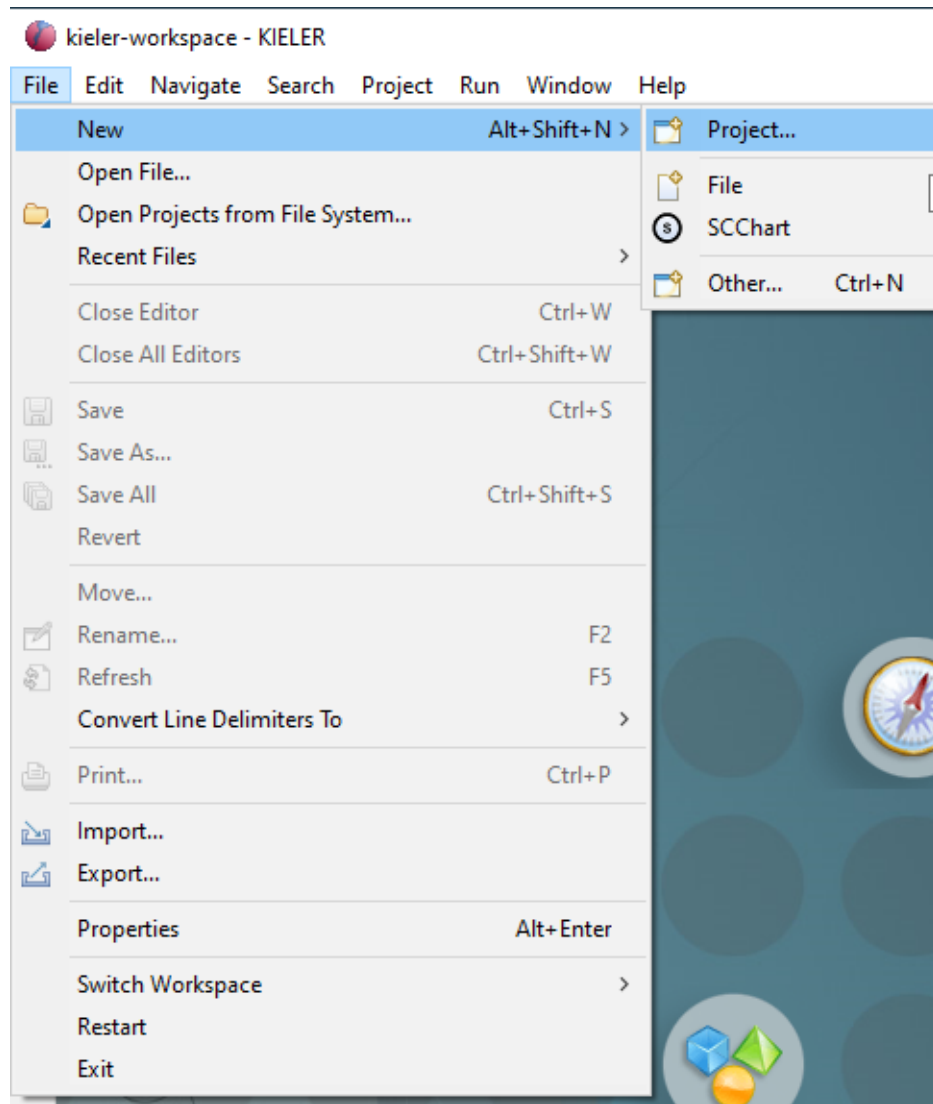 kieler-workspace - KIELER
File Edit Navigate Search Project Run Window Help
New Alt+Shift+N >
Open File...
Open Projects from File System...
Recent Files >
Close Editor Ctrl+W
Close All Editors Ctrl+Shift+W
Save Ctrl+S
Save As...
Save All Ctrl+Shift+S
Revert
Move...
Rename... F2
Refresh F5
Convert Line Delimiters To >
Print... Ctrl+P
Import...
Export...
Properties Alt+Enter
Switch Workspace >
Restart
Exit
Project...
File
S SCChart
Other... Ctrl+N